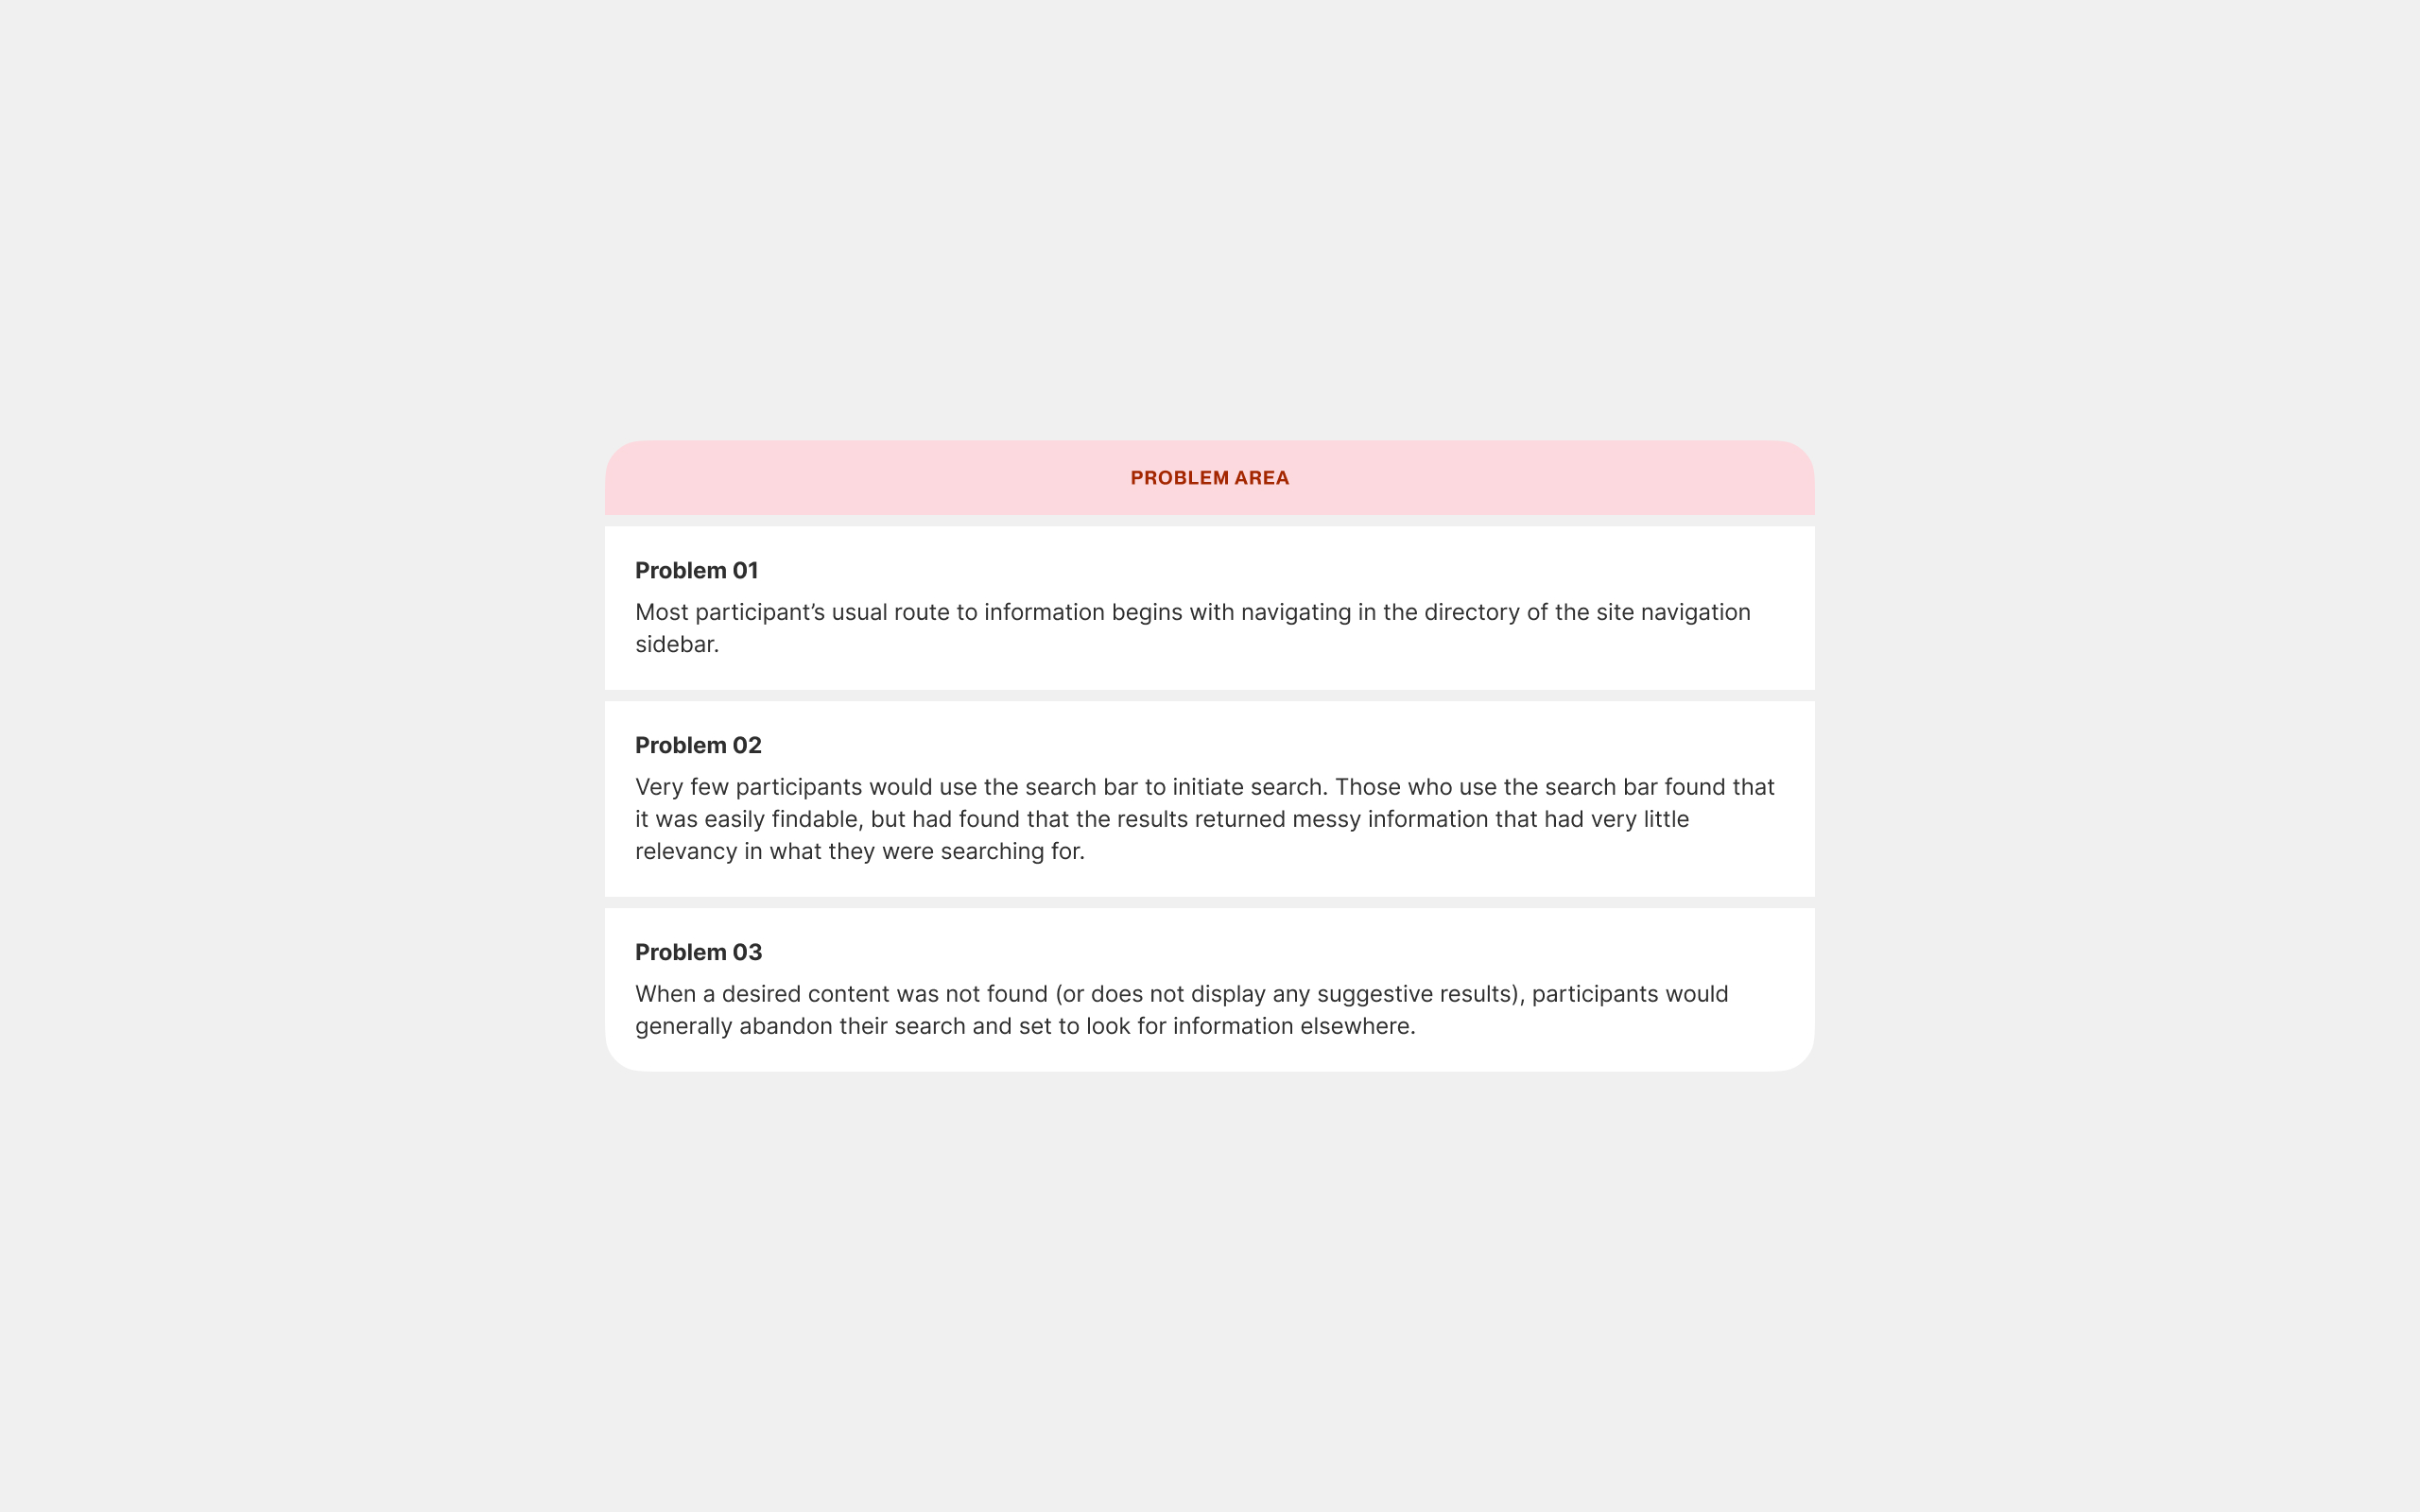 PROBLEM AREA
Problem 01
Most participant’s usual route to information begins with navigating in the directory of the site navigation
sidebar.
Problem 02
Very few participants would use the search bar to initiate search. Those who use the search bar found that
it was easily findable, but had found that the results returned messy information that had very little
relevancy in what they were searching for.
Problem 03
When a desired content was not found (or does not display any suggestive results), participants would
generally abandon their search and set to look for information elsewhere.